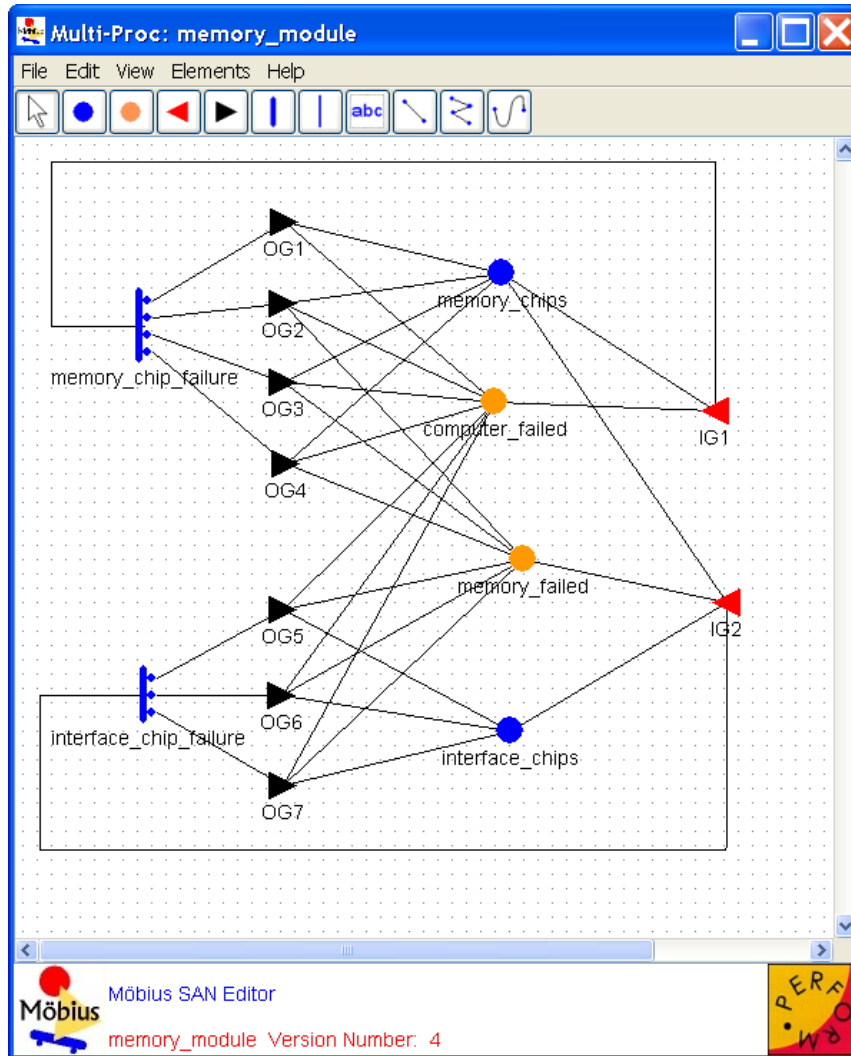 Multi-Proc: memory_module
File Edit View Elements Help
abc
OG1
memory_chips
OG2
memory_chip_failure
OG3
computer_failed
IG1
OG4
memory_failed
OG5
IG2
OG6
interface_chip_failure
interface_chips
OG7
Möbius
Möbius SAN Editor
memory_module Version Number: 4
PERFORM